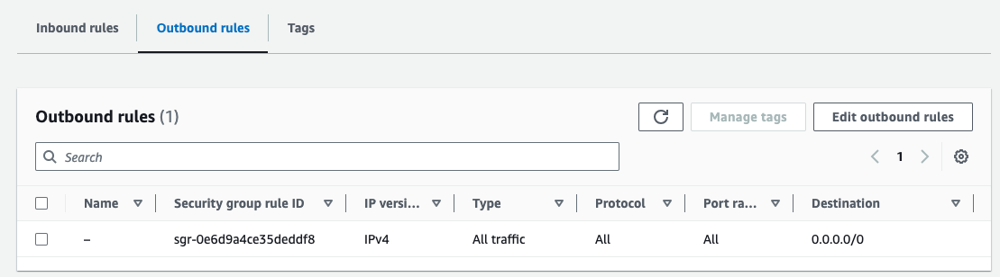 Inbound rules Outbound rules Tags
Outbound rules (1) Manage tags Edit outbound rules
Search 1
Name Security group rule ID IP versi... Type Protocol Port ra... Destination
– sgr-0e6d9a4ce35deddf8 IPv4 All traffic All All 0.0.0.0/0